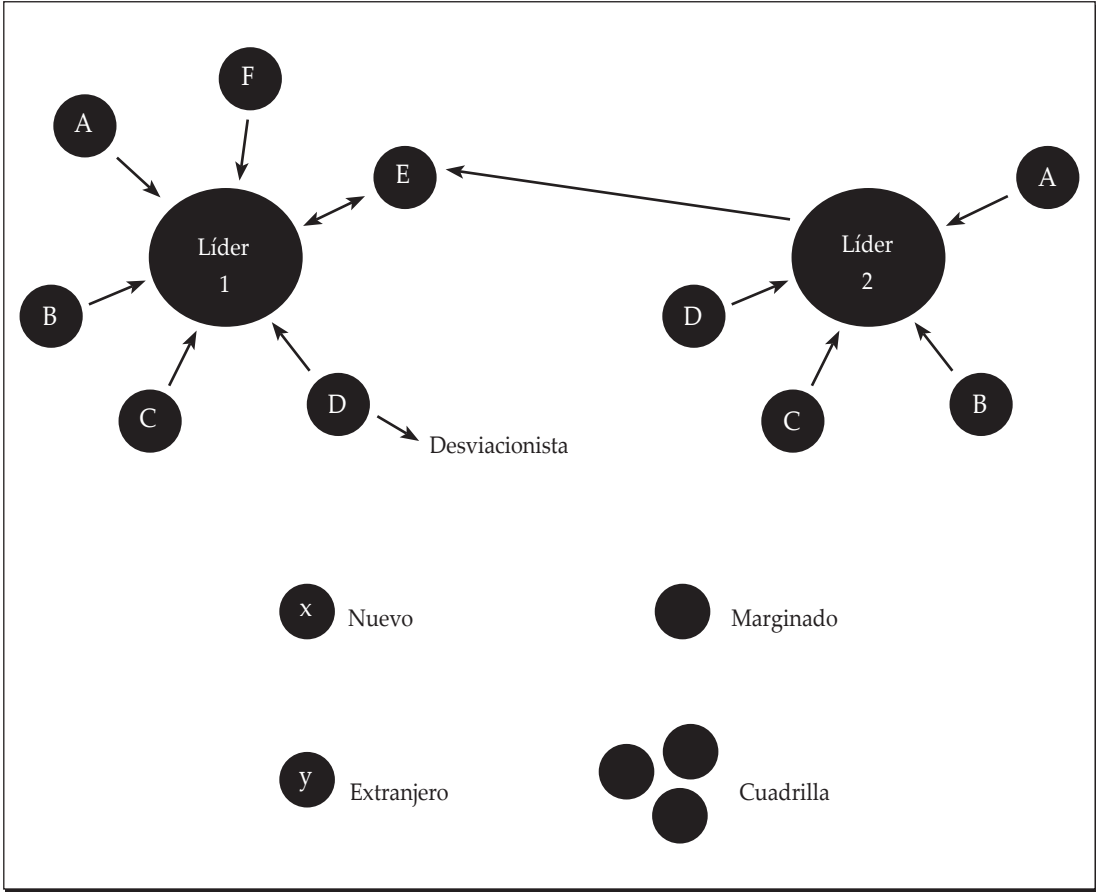 F
A
E
A
Líder
1
Líder
2
B
D
C
D
C
B
Desviacionista
x Nuevo
Marginado
y Extranjero
Cuadrilla